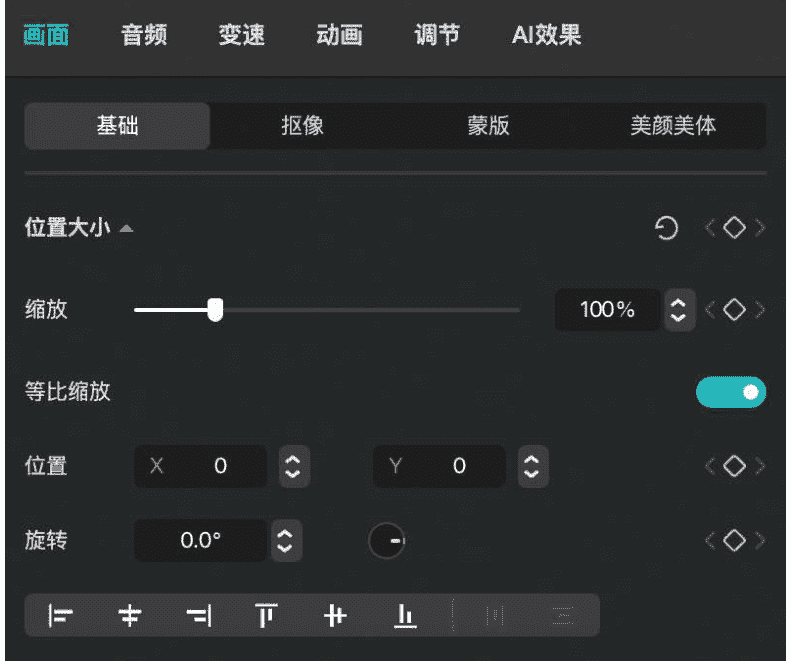 画面 音频 变速 动画 调节 AI效果
基础 抠像 蒙版 美颜美体
位置大小
缩放 100%
等比缩放
位置 X 0 Y 0
旋转 0.0°